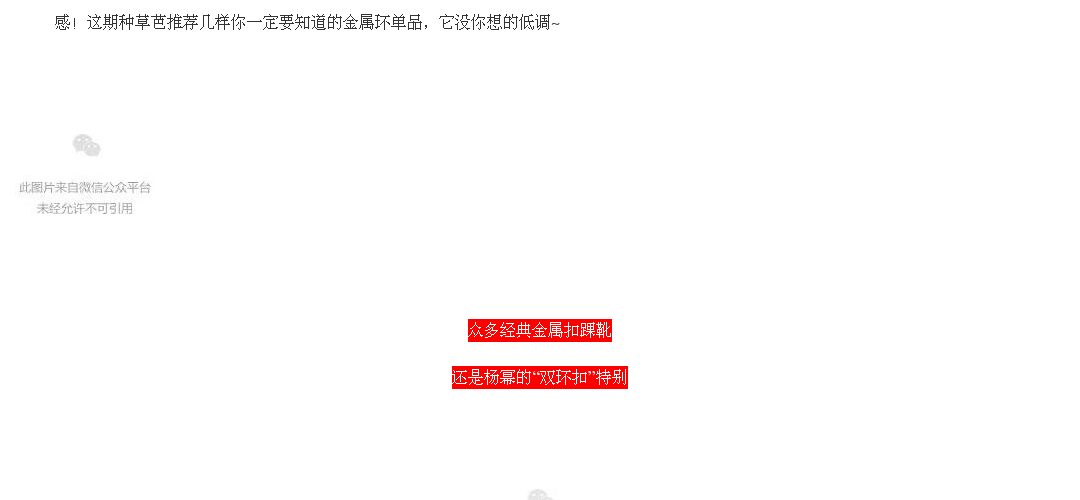 感！这期种草芭推荐几样你一定要知道的金属环单品，它没你想的低调~
此图片来自微信公众平台
未经允许不可引用
众多经典金属扣踝靴
还是杨幂的“双环扣”特别